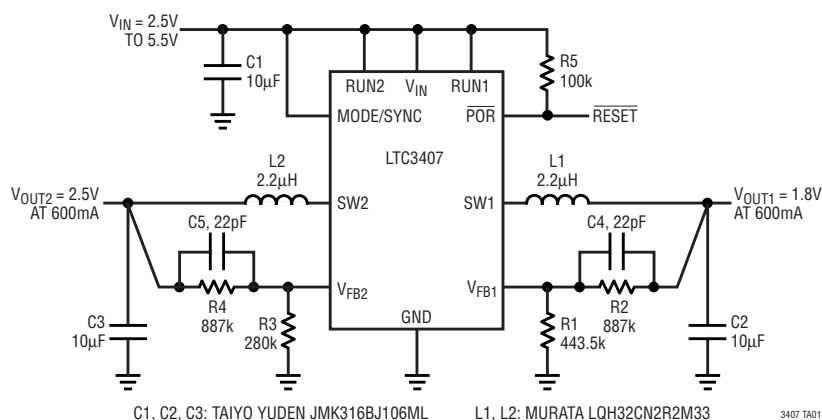 V_IN = 2.5V
TO 5.5V
C1
10µF
RUN2
V_IN
RUN1
R5
100k
MODE/SYNC
POR
RESET
LTC3407
L2
2.2µH
L1
2.2µH
V_OUT2 = 2.5V
AT 600mA
SW2
SW1
V_OUT1 = 1.8V
AT 600mA
C5, 22pF
C4, 22pF
V_FB2
V_FB1
R4
887k
R2
887k
GND
C3
10µF
R3
280k
R1
443.5k
C2
10µF
C1, C2, C3: TAIYO YUDEN JMK316BJ106ML
L1, L2: MURATA LQH32CN2R2M33
3407 TA01